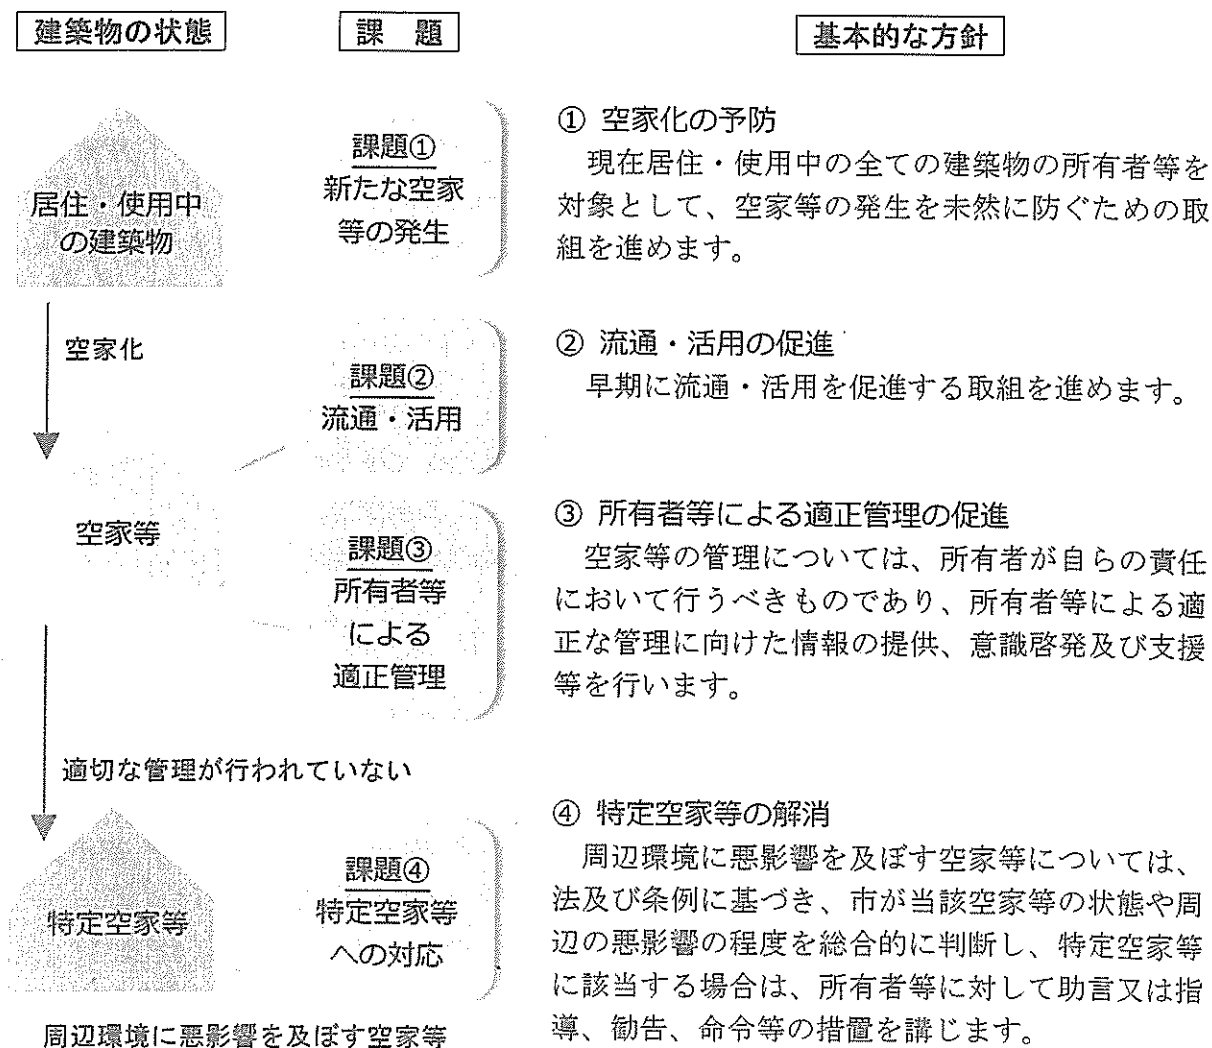 建築物の状態
課　題
基本的な方針
居住・使用中
の建築物
課題①
新たな空家
等の発生
① 空家化の予防
現在居住・使用中の全ての建築物の所有者等を
対象として、空家等の発生を未然に防ぐための取
組を進めます。
空家化
課題②
流通・活用
② 流通・活用の促進
早期に流通・活用を促進する取組を進めます。
空家等
課題③
所有者等
による
適正管理
③ 所有者等による適正管理の促進
空家等の管理については、所有者が自らの責任
において行うべきものであり、所有者等による適
正な管理に向けた情報の提供、意識啓発及び支援
等を行います。
適切な管理が行われていない
特定空家等
課題④
特定空家等
への対応
④ 特定空家等の解消
周辺環境に悪影響を及ぼす空家等については、
法及び条例に基づき、市が当該空家等の状態や周
辺の悪影響の程度を総合的に判断し、特定空家等
に該当する場合は、所有者等に対して助言又は指
導、勧告、命令等の措置を講じます。
周辺環境に悪影響を及ぼす空家等